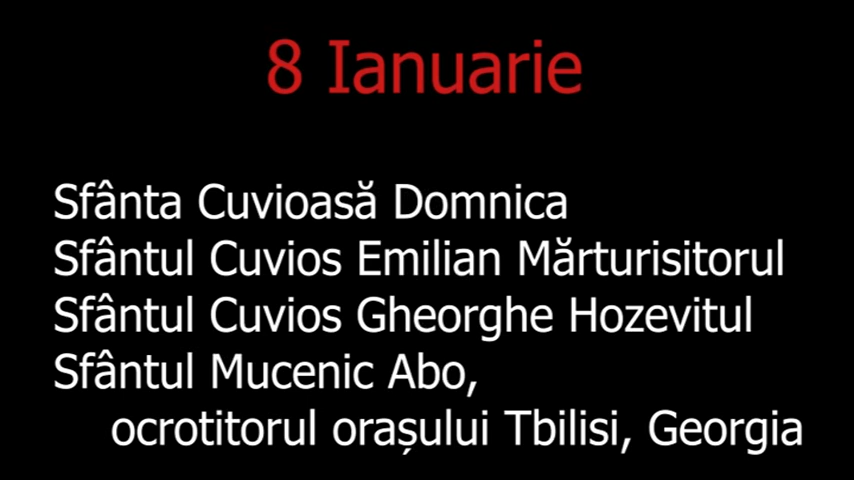 8 Ianuarie
Sfânta Cuvioasă Domnica
Sfântul Cuvios Emilian Mărturisitorul
Sfântul Cuvios Gheorghe Hozevitul
Sfântul Mucenic Abo,
ocrotitorul orașului Tbilisi, Georgia